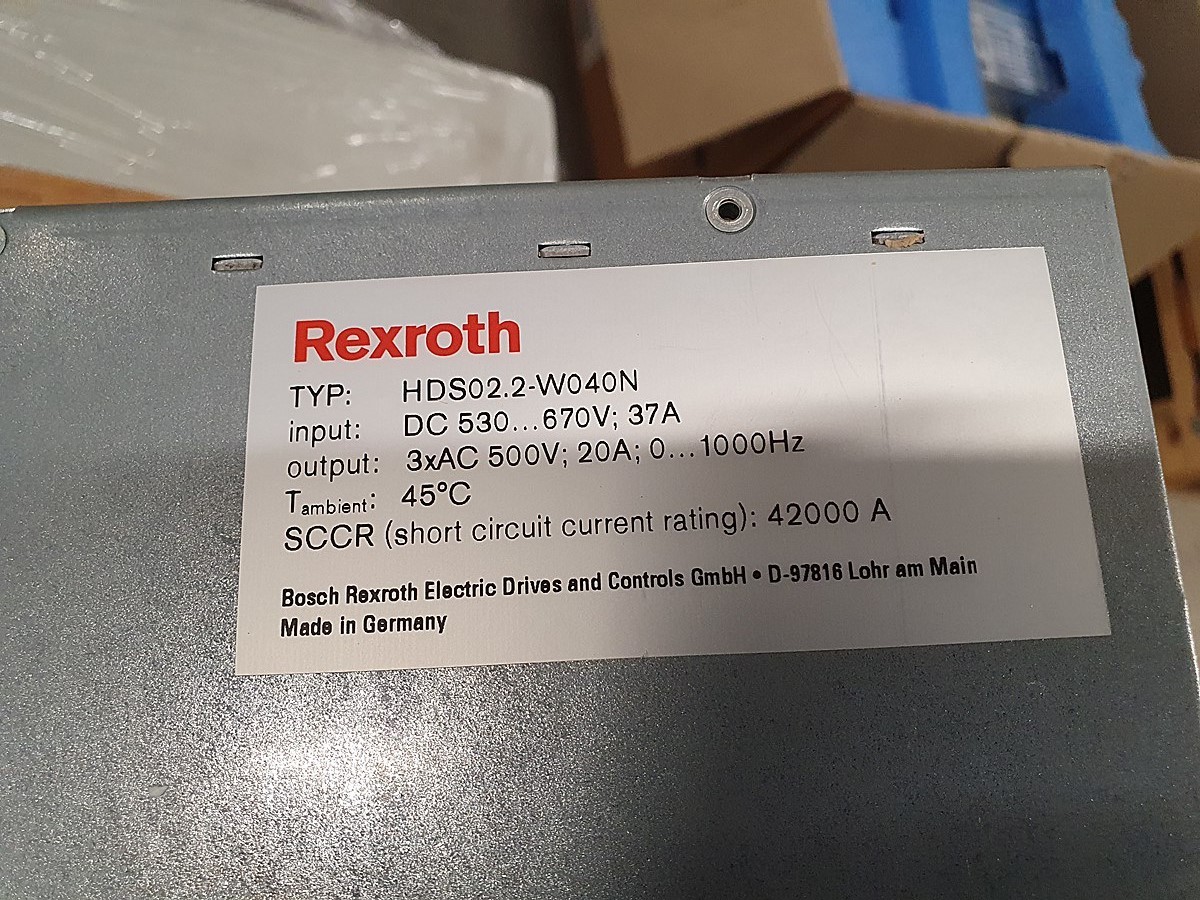 Rexroth
TYP: HDS02.2-W040N
input: DC 530...670V; 37A
output: 3xAC 500V; 20A; 0...1000Hz
Tambient: 45°C
SCCR (short circuit current rating): 42000 A
Bosch Rexroth Electric Drives and Controls GmbH • D-97816 Lohr am Main
Made in Germany